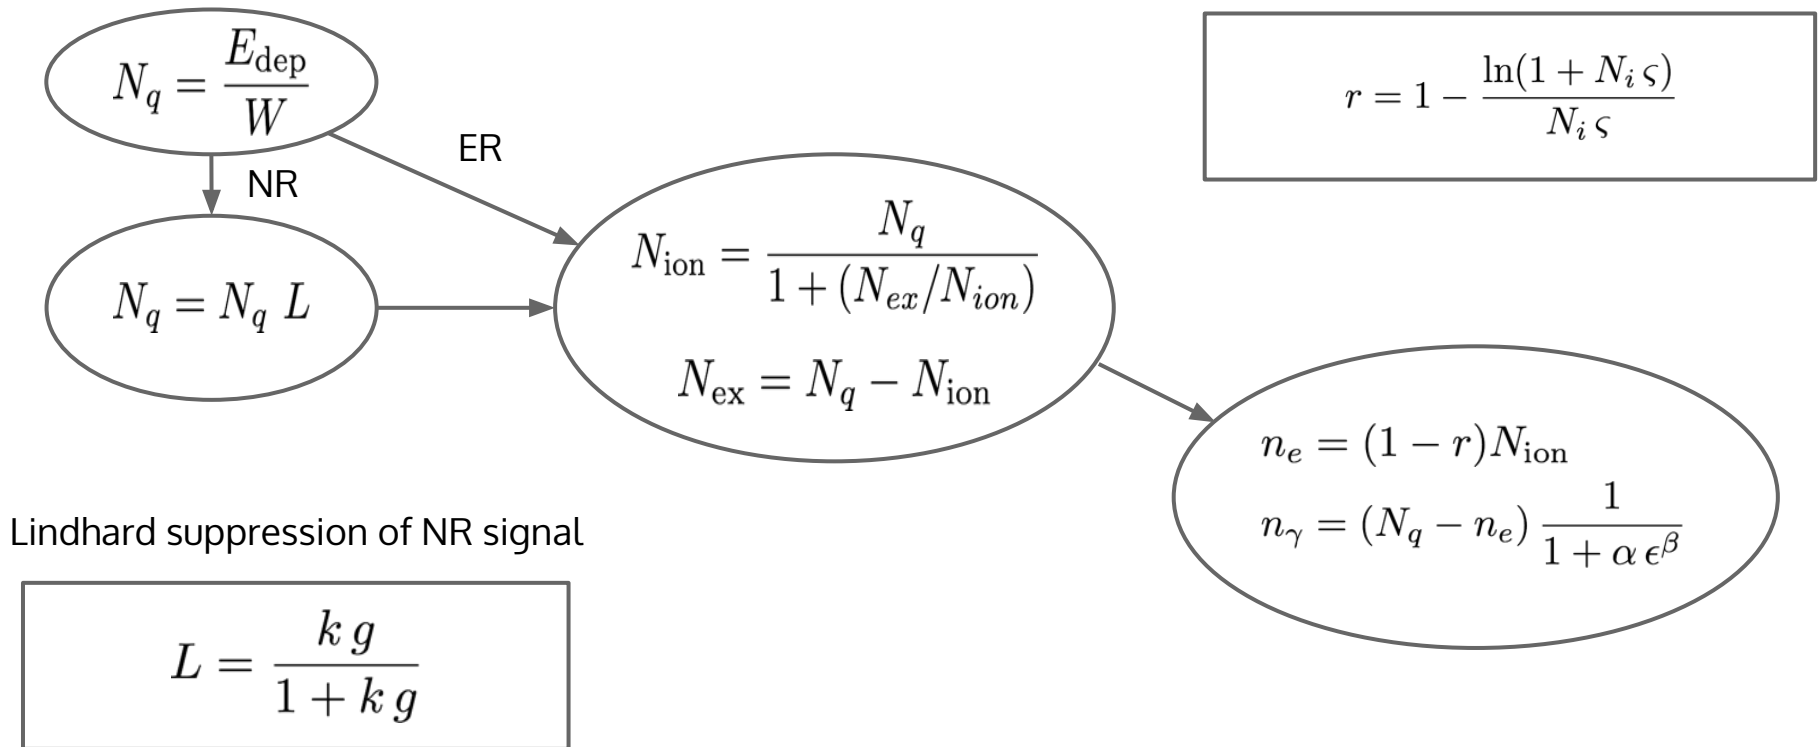 N_q = E_dep / W
r = 1 − ln(1 + N_i ς) / (N_i ς)
ER
NR
N_q = N_q L
N_ion = N_q / (1 + (N_ex/N_ion))
N_ex = N_q − N_ion
n_e = (1 − r)N_ion
n_γ = (N_q − n_e) 1 / (1 + α ϵ^β)
Lindhard suppression of NR signal
L = k g / (1 + k g)